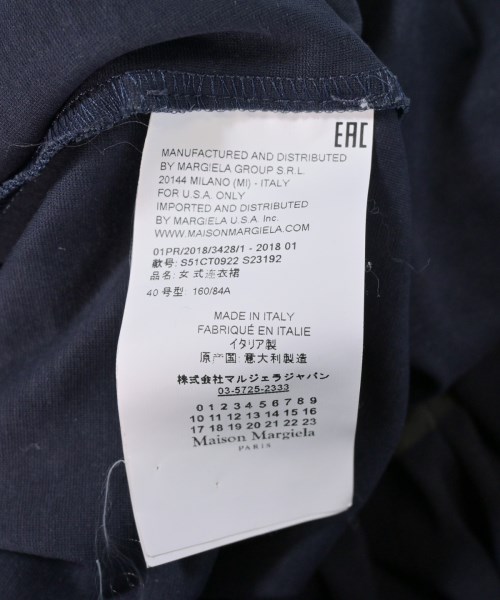 EAC
MANUFACTURED AND DISTRIBUTED
BY MARGIELA GROUP S.R.L.
20144 MILANO (MI) - ITALY
FOR U.S.A. ONLY
IMPORTED AND DISTRIBUTED
BY MARGIELA U.S.A. Inc.
WWW.MAISONMARGIELA.COM
01PR/2018/3428/1 - 2018 01
款号: S51CT0922 S23192
品名: 女式连衣裙
40 号型: 160/84A
MADE IN ITALY
FABRIQUÉ EN ITALIE
イタリア製
原产国: 意大利製造
株式会社マルジェラジャパン
03-5725-2333
0 1 2 3 4 5 6 7 8 9
10 11 12 13 14 15 16
17 18 19 20 21 22 23
Maison Margiela
PARIS